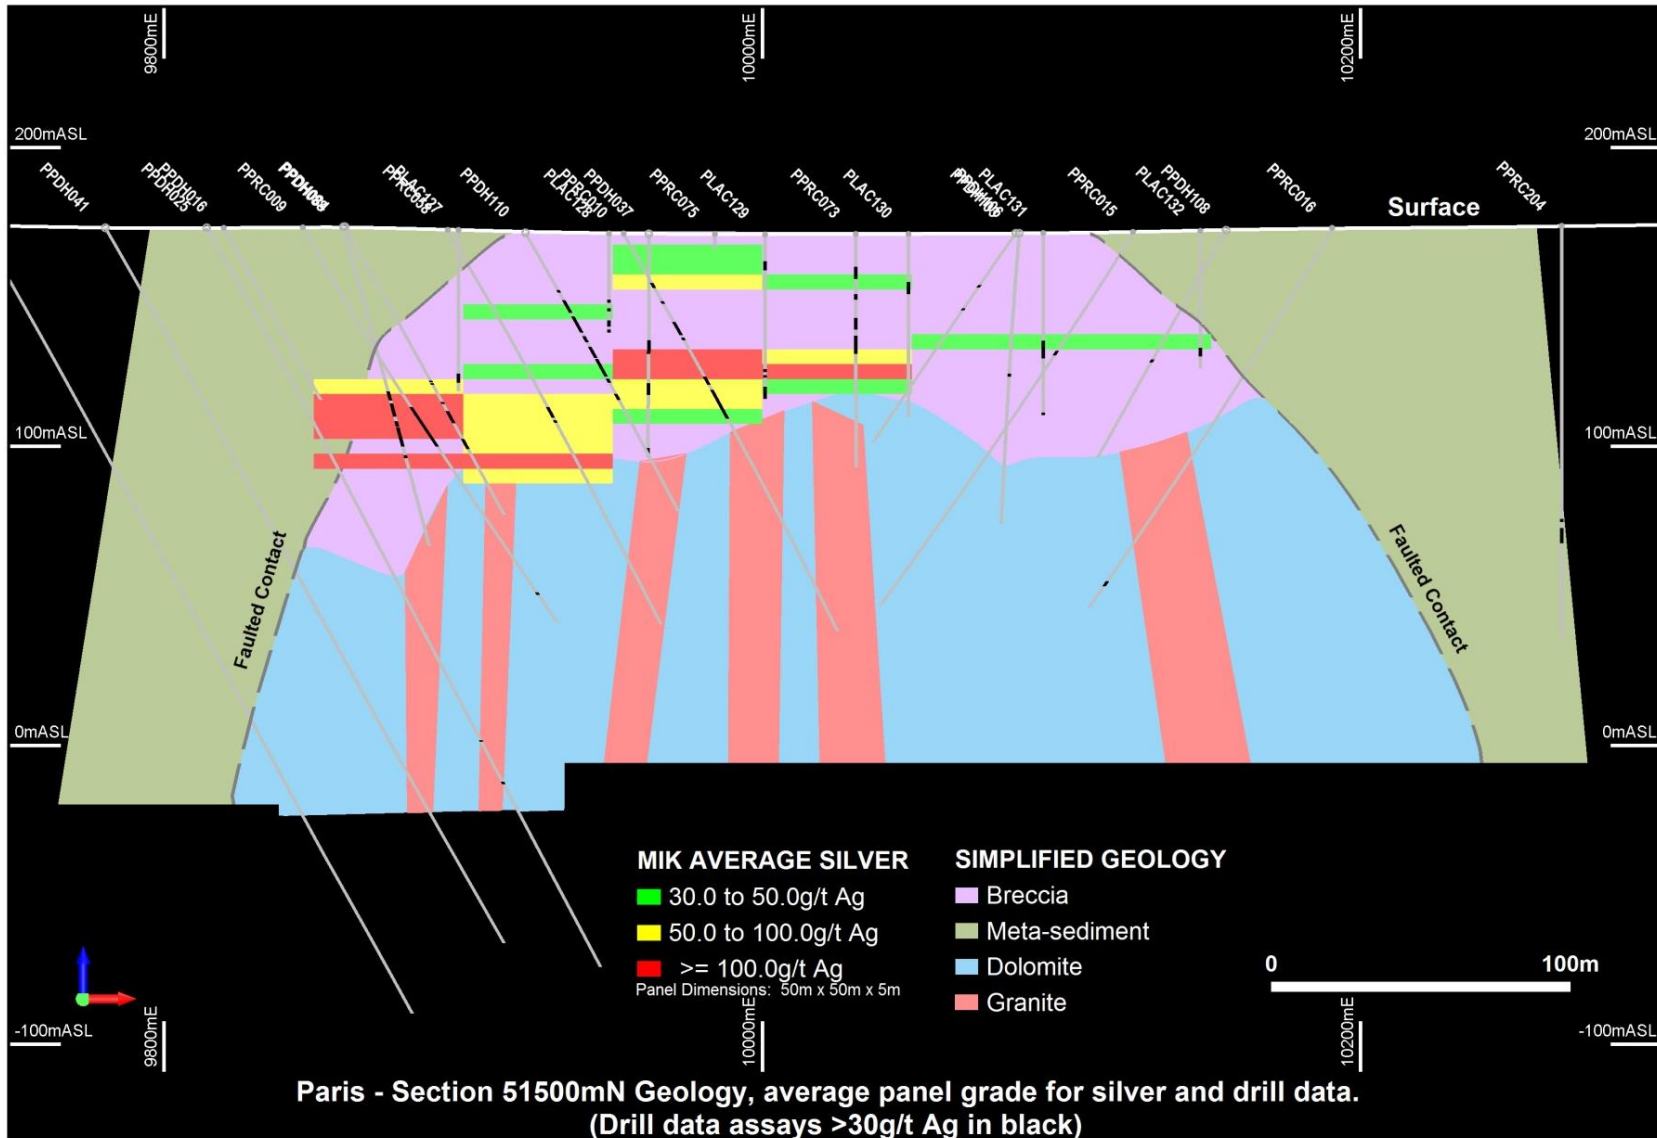 9800mE
10000mE
10200mE
200mASL
200mASL
PPDH041
PPDH025
PPDH016
PPRC009
PLAC127
PPDH110
PLAC128
PPRC010
PPDH037
PPRC075
PLAC129
PPRC073
PLAC130
PLAC131
PPRC015
PLAC132
PPDH108
PPRC016
PPRC204
Surface
100mASL
100mASL
Faulted Contact
Faulted Contact
0mASL
0mASL
MIK AVERAGE SILVER
30.0 to 50.0g/t Ag
50.0 to 100.0g/t Ag
>= 100.0g/t Ag
Panel Dimensions: 50m x 50m x 5m
SIMPLIFIED GEOLOGY
Breccia
Meta-sediment
Dolomite
Granite
0 100m
-100mASL
-100mASL
9800mE
10000mE
10200mE
Paris - Section 51500mN Geology, average panel grade for silver and drill data.
(Drill data assays >30g/t Ag in black)